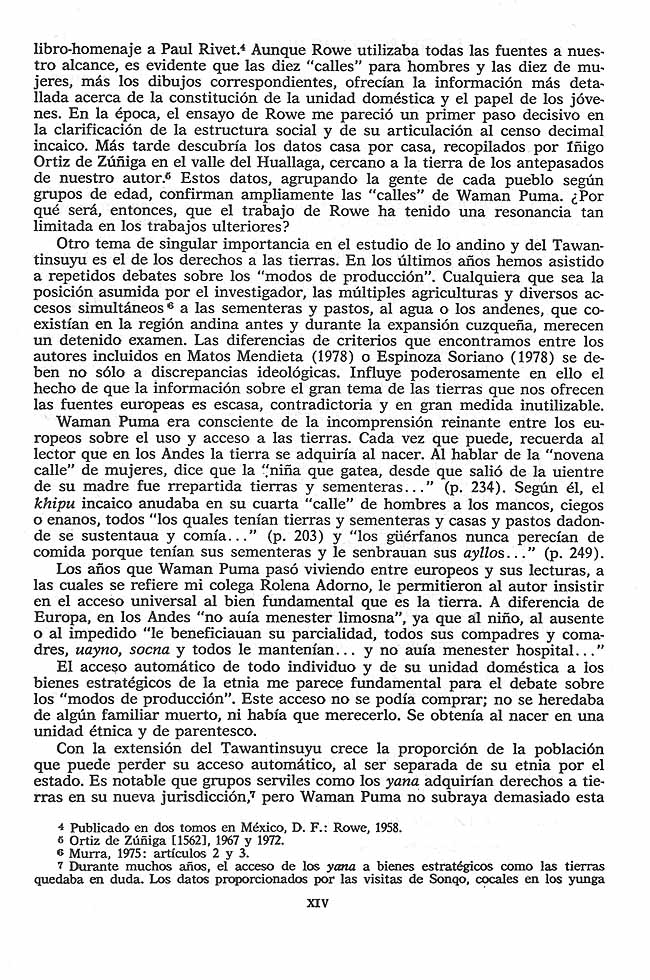 libro-homenaje a Paul Rivet.4 Aunque Rowe utilizaba todas las fuentes a nues-
tro alcance, es evidente que las diez "calles" para hombres y las diez de mu-
jeres, más los dibujos correspondientes, ofrecían la información más deta-
llada acerca de la constitución de la unidad doméstica y el papel de los jóve-
nes. En la época, el ensayo de Rowe me pareció un primer paso decisivo en
la clarificación de la estructura social y de su articulación al censo decimal
incaico. Más tarde descubría los datos casa por casa, recopilados por Iñigo
Ortiz de Zúñiga en el valle del Huallaga, cercano a la tierra de los antepasados
de nuestro autor.5 Estos datos, agrupando la gente de cada pueblo según
grupos de edad, confirman ampliamente las "calles" de Waman Puma. ¿Por
qué será, entonces, que el trabajo de Rowe ha tenido una resonancia tan
limitada en los trabajos ulteriores?
Otro tema de singular importancia en el estudio de lo andino y del Tawan-
tinsuyu es el de los derechos a las tierras. En los últimos años hemos asistido
a repetidos debates sobre los "modos de producción". Cualquiera que sea la
posición asumida por el investigador, las múltiples agriculturas y diversos ac-
cesos simultáneos 6 a las sementeras y pastos, al agua o los andenes, que co-
existían en la región andina antes y durante la expansión cuzqueña, merecen
un detenido examen. Las diferencias de criterios que encontramos entre los
autores incluidos en Matos Mendieta (1978) o Espinoza Soriano (1978) se de-
ben no sólo a discrepancias ideológicas. Influye poderosamente en ello el
hecho de que la información sobre el gran tema de las tierras que nos ofrecen
las fuentes europeas es escasa, contradictoria y en gran medida inutilizable.
Waman Puma era consciente de la incomprensión reinante entre los eu-
ropeos sobre el uso y acceso a las tierras. Cada vez que puede, recuerda al
lector que en los Andes la tierra se adquiría al nacer. Al hablar de la "novena
calle" de mujeres, dice que la "niña que gatea, desde que salió de la uientre
de su madre fue rrepartida tierras y sementeras..." (p. 234). Según él, el
khipu incaico anudaba en su cuarta "calle" de hombres a los mancos, ciegos
o enanos, todos "los quales tenían tierras y sementeras y casas y pastos dadon-
de se sustentaua y comía..." (p. 203) y "los güérfanos nunca perecían de
comida porque tenían sus sementeras y le senbrauan sus ayllos..." (p. 249).
Los años que Waman Puma pasó viviendo entre europeos y sus lecturas, a
las cuales se refiere mi colega Rolena Adorno, le permitieron al autor insistir
en el acceso universal al bien fundamental que es la tierra. A diferencia de
Europa, en los Andes "no auía menester limosna", ya que al niño, al ausente
o al impedido "le beneficiauan su parcialidad, todos sus compadres y coma-
dres, uayno, socna y todos le mantenían... y no auía menester hospital..."
El acceso automático de todo individuo y de su unidad doméstica a los
bienes estratégicos de la etnia me parece fundamental para el debate sobre
los "modos de producción". Este acceso no se podía comprar; no se heredaba
de algún familiar muerto, ni había que merecerlo. Se obtenía al nacer en una
unidad étnica y de parentesco.
Con la extensión del Tawantinsuyu crece la proporción de la población
que puede perder su acceso automático, al ser separada de su etnia por el
estado. Es notable que grupos serviles como los yana adquirían derechos a tie-
rras en su nueva jurisdicción,7 pero Waman Puma no subraya demasiado esta
4 Publicado en dos tomos en México, D. F.: Rowe, 1958.
5 Ortiz de Zúñiga [1562], 1967 y 1972.
6 Murra, 1975: artículos 2 y 3.
7 Durante muchos años, el acceso de los yana a bienes estratégicos como las tierras
quedaba en duda. Los datos proporcionados por las visitas de Sonqo, cocales en los yunga
XIV